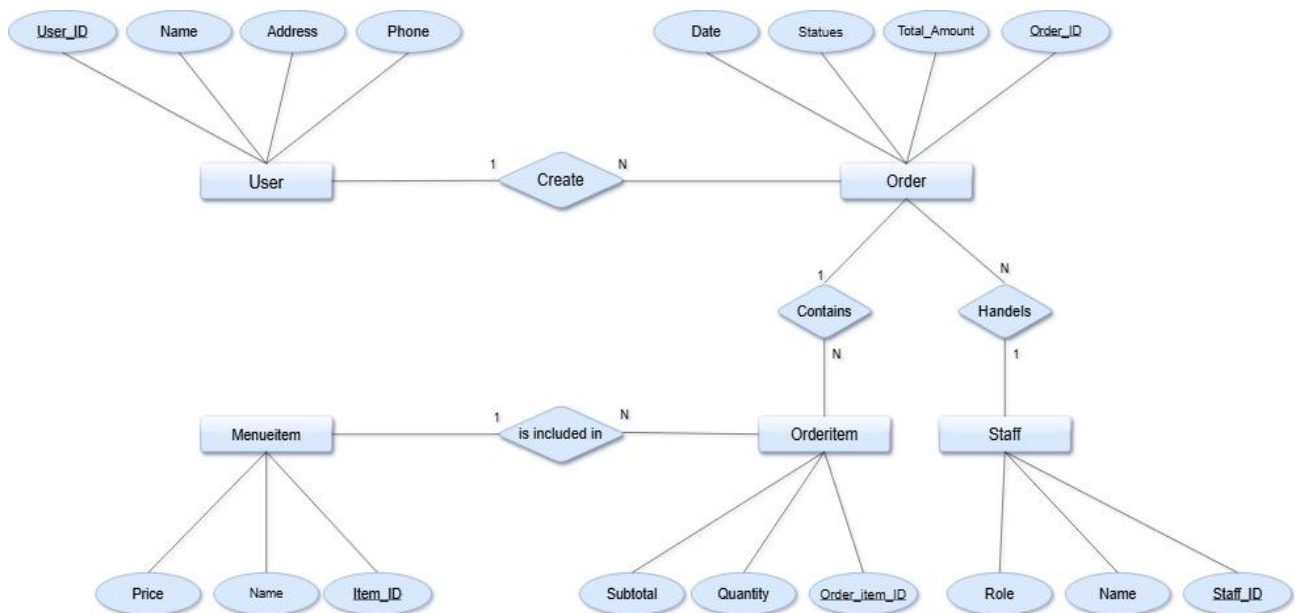 User_ID
Name
Address
Phone
Date
Statues
Total_Amount
Order_ID
User
1
Create
N
Order
1
N
Contains
Handels
N
1
Menueitem
1
is included in
N
Orderitem
Staff
Price
Name
Item_ID
Subtotal
Quantity
Order_item_ID
Role
Name
Staff_ID